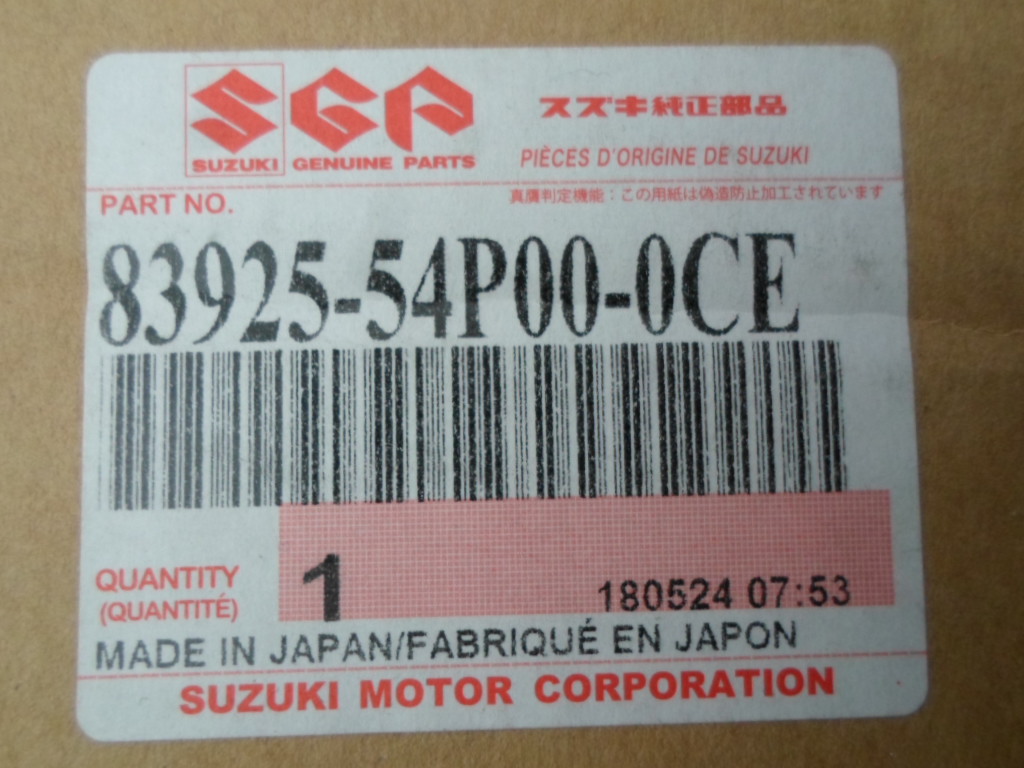 SGP
スズキ純正部品
SUZUKI GENUINE PARTS
PIÈCES D'ORIGINE DE SUZUKI
PART NO.
真贋判定機能：この用紙は偽造防止加工されています
83925-54P00-0CE
QUANTITY
(QUANTITÉ)
1
180524 07:53
MADE IN JAPAN/FABRIQUÉ EN JAPON
SUZUKI MOTOR CORPORATION